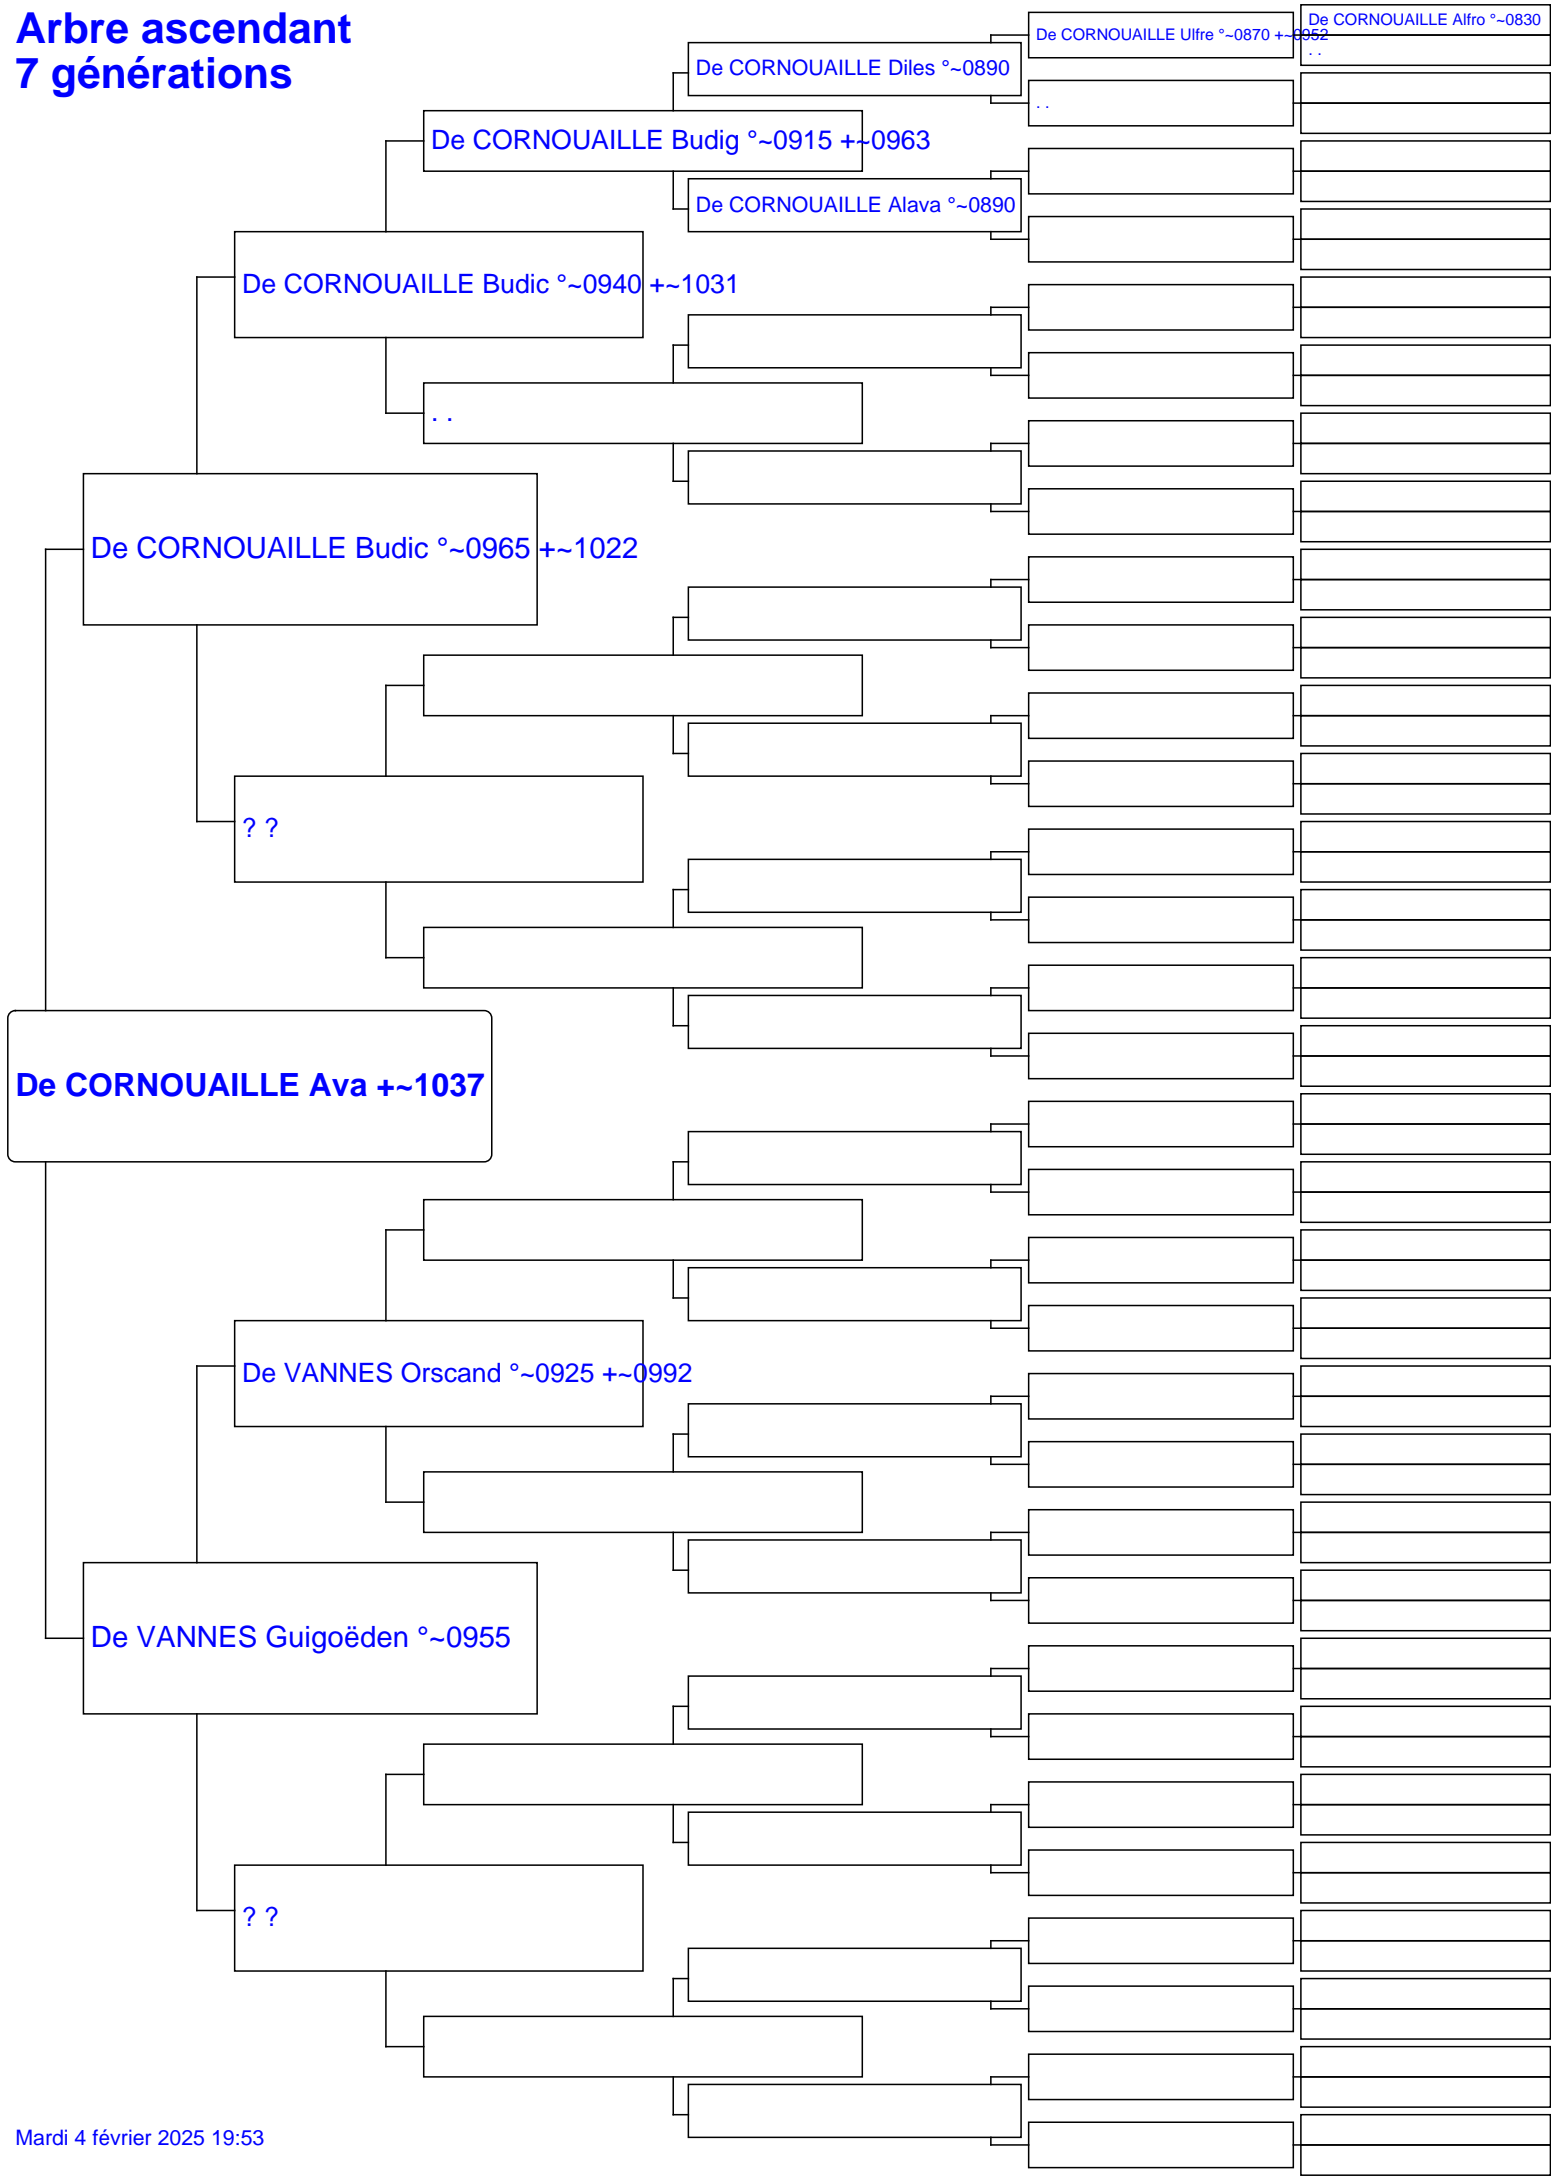 Arbre ascendant
7 générations
De CORNOUAILLE Alfro °~0830
. .
De CORNOUAILLE Ulfre °~0870 +~0952
. .
De CORNOUAILLE Diles °~0890
De CORNOUAILLE Budig °~0915 +~0963
De CORNOUAILLE Alava °~0890
De CORNOUAILLE Budic °~0940 +~1031
. .
De CORNOUAILLE Budic °~0965 +~1022
? ?
De CORNOUAILLE Ava +~1037
De VANNES Orscand °~0925 +~0992
De VANNES Guigoëden °~0955
? ?
Mardi 4 février 2025 19:53